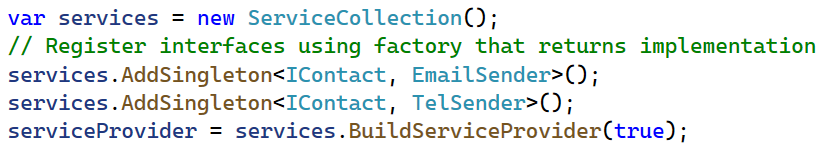 var services = new ServiceCollection();
// Register interfaces using factory that returns implementation
services.AddSingleton<IContact, EmailSender>();
services.AddSingleton<IContact, TelSender>();
serviceProvider = services.BuildServiceProvider(true);